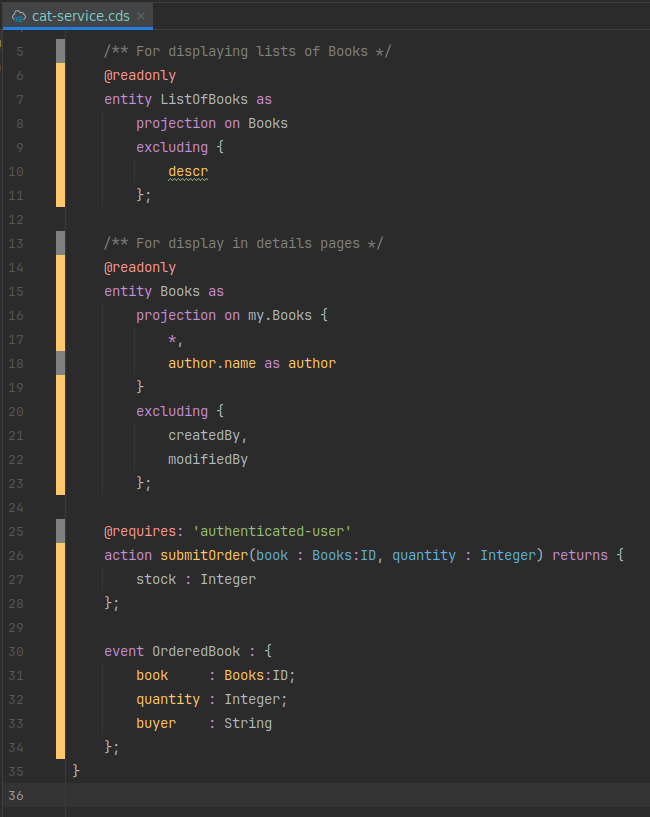 cat-service.cds
5 /** For displaying lists of Books */
6 @readonly
7 entity ListOfBooks as
8 projection on Books
9 excluding {
10 descr
11 };
12
13 /** For display in details pages */
14 @readonly
15 entity Books as
16 projection on my.Books {
17 *,
18 author.name as author
19 }
20 excluding {
21 createdBy,
22 modifiedBy
23 };
24
25 @requires: 'authenticated-user'
26 action submitOrder(book : Books:ID, quantity : Integer) returns {
27 stock : Integer
28 };
29
30 event OrderedBook : {
31 book     : Books:ID;
32 quantity : Integer;
33 buyer    : String
34 };
35 }
36